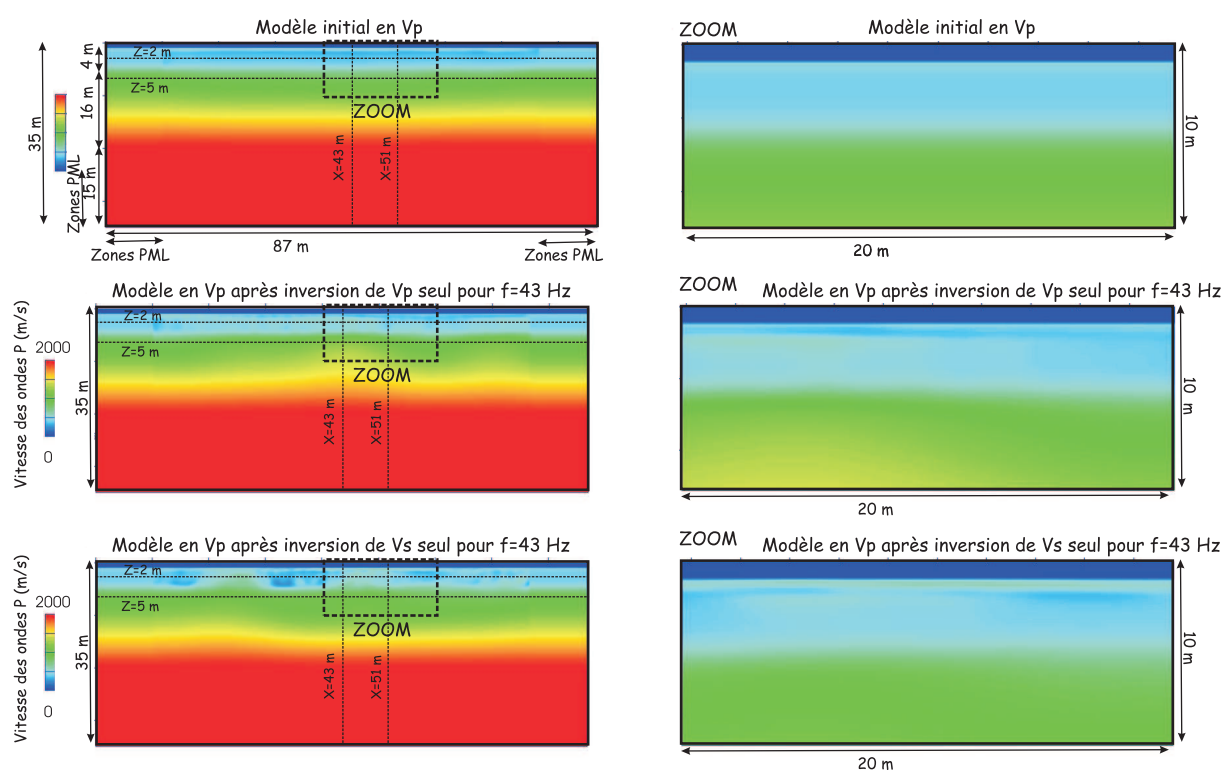 Modèle initial en Vp
Z=2 m
Z=5 m
ZOOM
X=43 m
X=51 m
35 m
4 m
16 m
15 m
Zones PML
87 m
Zones PML
Zones PML
ZOOM
Modèle initial en Vp
10 m
20 m
Modèle en Vp après inversion de Vp seul pour f=43 Hz
Vitesse des ondes P (m/s)
2000
0
35 m
Z=2 m
Z=5 m
ZOOM
X=43 m
X=51 m
ZOOM
Modèle en Vp après inversion de Vp seul pour f=43 Hz
10 m
20 m
Modèle en Vp après inversion de Vs seul pour f=43 Hz
Vitesse des ondes P (m/s)
2000
0
35 m
Z=2 m
Z=5 m
ZOOM
X=43 m
X=51 m
ZOOM
Modèle en Vp après inversion de Vs seul pour f=43 Hz
10 m
20 m